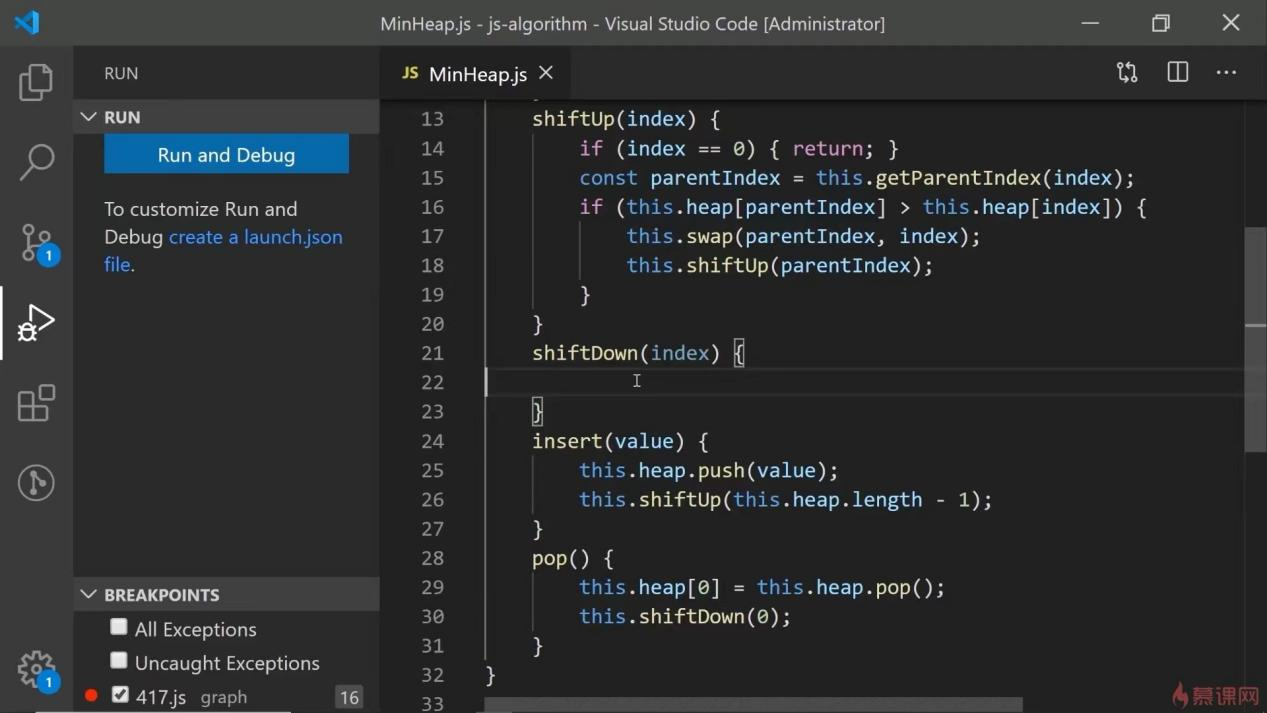 MinHeap.js - js-algorithm - Visual Studio Code [Administrator]
RUN
RUN
Run and Debug
To customize Run and
Debug create a launch.json
file.
1
BREAKPOINTS
All Exceptions
Uncaught Exceptions
417.js graph 16
1
JS MinHeap.js
13 shiftUp(index) {
14 if (index == 0) { return; }
15 const parentIndex = this.getParentIndex(index);
16 if (this.heap[parentIndex] > this.heap[index]) {
17 this.swap(parentIndex, index);
18 this.shiftUp(parentIndex);
19 }
20 }
21 shiftDown(index) {
22
23 }
24 insert(value) {
25 this.heap.push(value);
26 this.shiftUp(this.heap.length - 1);
27 }
28 pop() {
29 this.heap[0] = this.heap.pop();
30 this.shiftDown(0);
31 }
32 }
33
慕课网